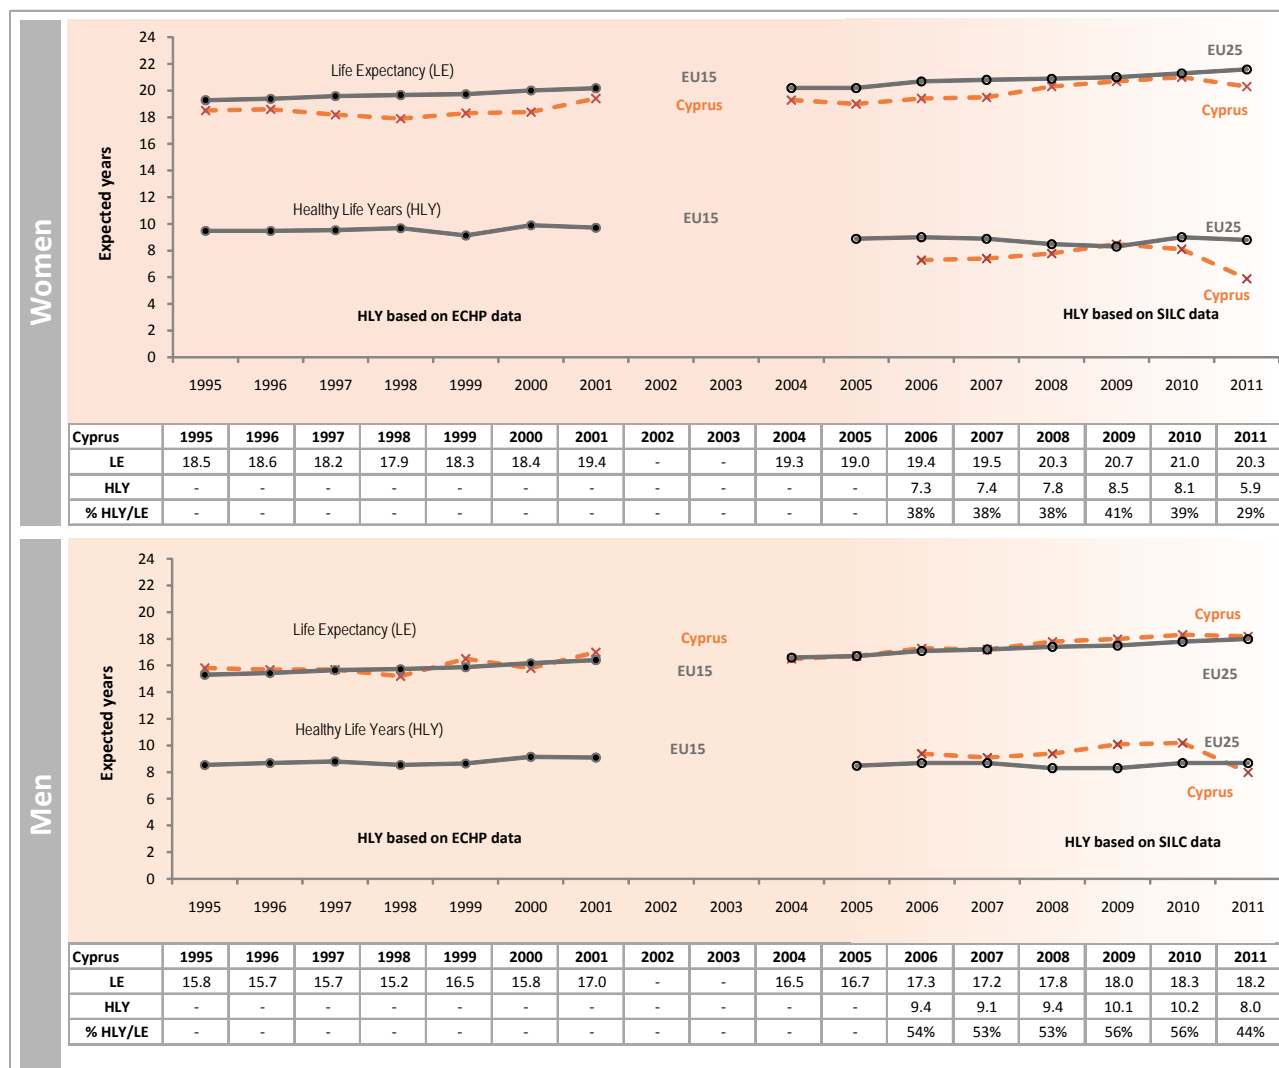 Women
Expected years
24
22
20
18
16
14
12
10
8
6
4
2
0
Life Expectancy (LE)
EU15
Cyprus
EU25
Cyprus
Healthy Life Years (HLY)
EU15
EU25
Cyprus
HLY based on ECHP data
HLY based on SILC data
1995 1996 1997 1998 1999 2000 2001 2002 2003 2004 2005 2006 2007 2008 2009 2010 2011
Cyprus 1995 1996 1997 1998 1999 2000 2001 2002 2003 2004 2005 2006 2007 2008 2009 2010 2011
LE 18.5 18.6 18.2 17.9 18.3 18.4 19.4 - - 19.3 19.0 19.4 19.5 20.3 20.7 21.0 20.3
HLY - - - - - - - - - - - 7.3 7.4 7.8 8.5 8.1 5.9
% HLY/LE - - - - - - - - - - - 38% 38% 38% 41% 39% 29%
Men
Expected years
24
22
20
18
16
14
12
10
8
6
4
2
0
Life Expectancy (LE)
Cyprus
EU15
Cyprus
EU25
Healthy Life Years (HLY)
EU15
EU25
Cyprus
HLY based on ECHP data
HLY based on SILC data
1995 1996 1997 1998 1999 2000 2001 2002 2003 2004 2005 2006 2007 2008 2009 2010 2011
Cyprus 1995 1996 1997 1998 1999 2000 2001 2002 2003 2004 2005 2006 2007 2008 2009 2010 2011
LE 15.8 15.7 15.7 15.2 16.5 15.8 17.0 - - 16.5 16.7 17.3 17.2 17.8 18.0 18.3 18.2
HLY - - - - - - - - - - - 9.4 9.1 9.4 10.1 10.2 8.0
% HLY/LE - - - - - - - - - - - 54% 53% 53% 56% 56% 44%